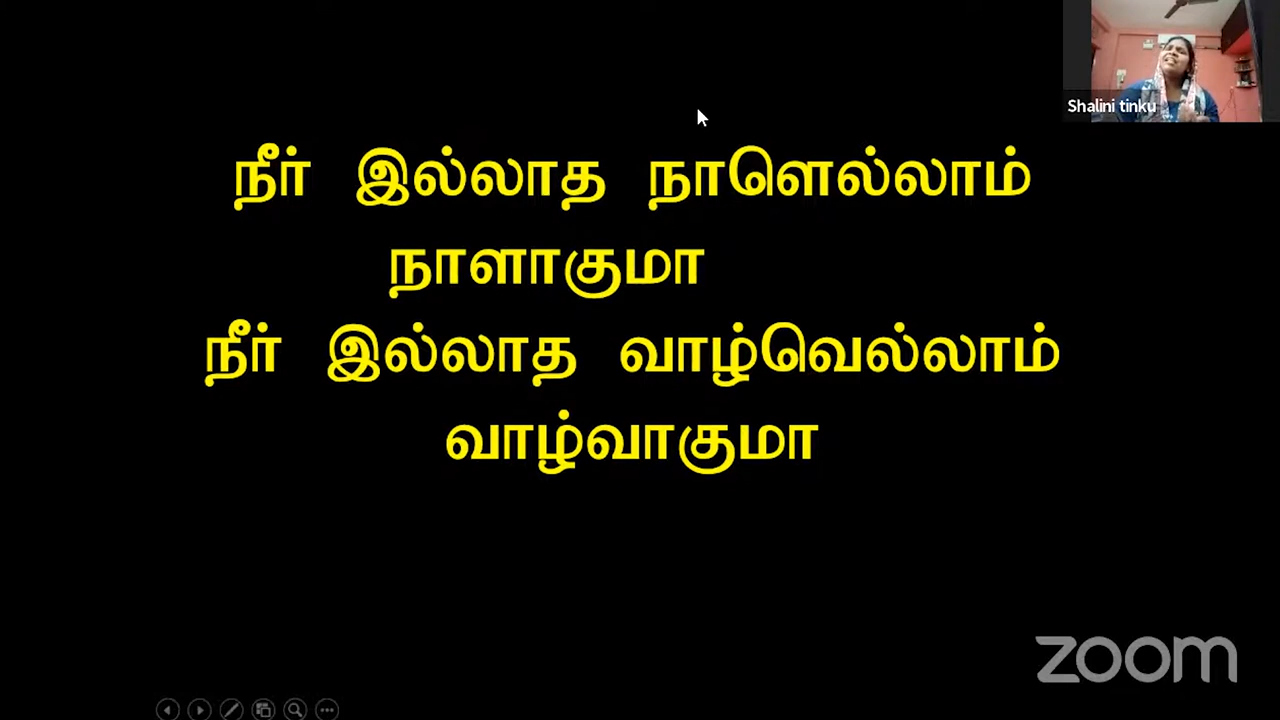 Shalini tinku
நீர் இல்லாத நாளெல்லாம்
நாளாகுமா
நீர் இல்லாத வாழ்வெல்லாம்
வாழ்வாகுமா
zoom